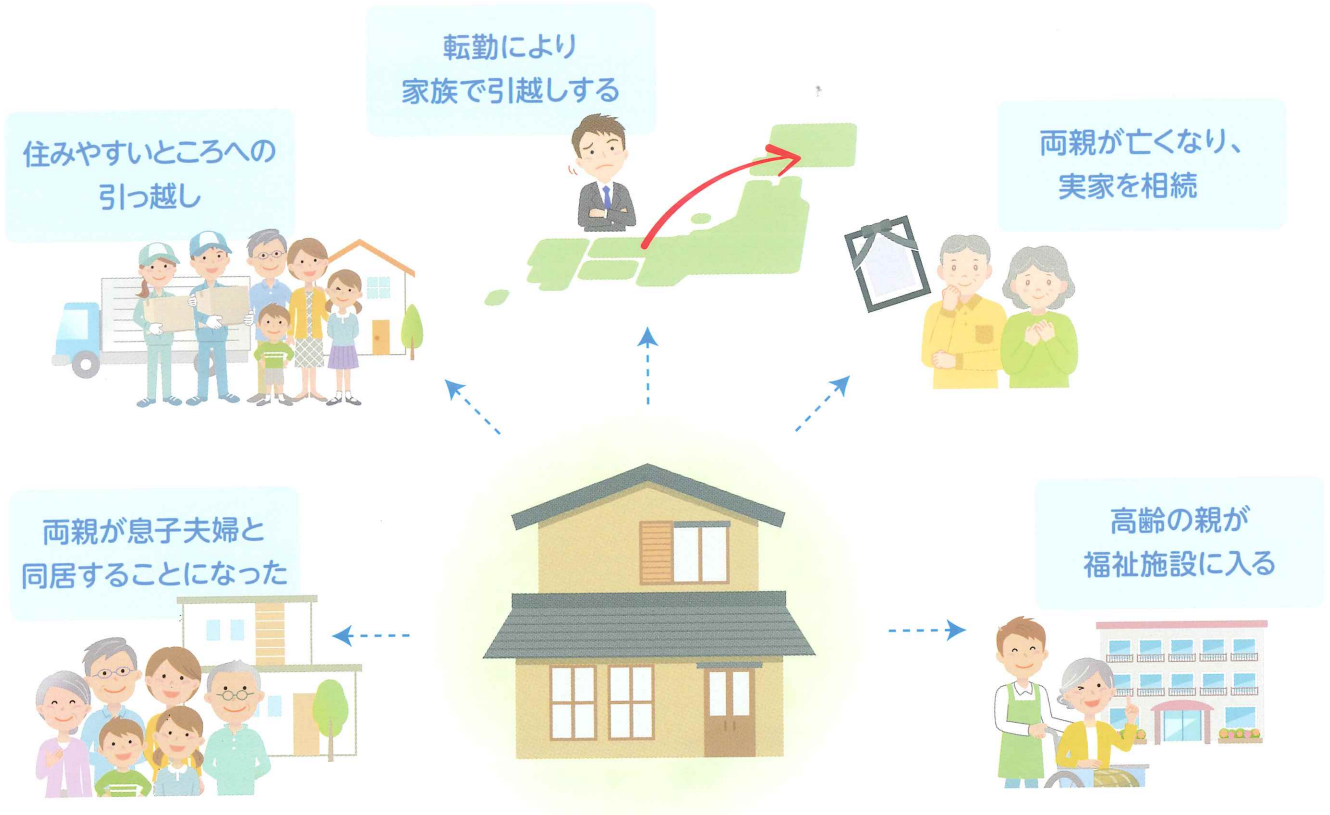 転勤により
家族で引越しする
住みやすいところへの
引っ越し
両親が亡くなり、
実家を相続
両親が息子夫婦と
同居することになった
高齢の親が
福祉施設に入る